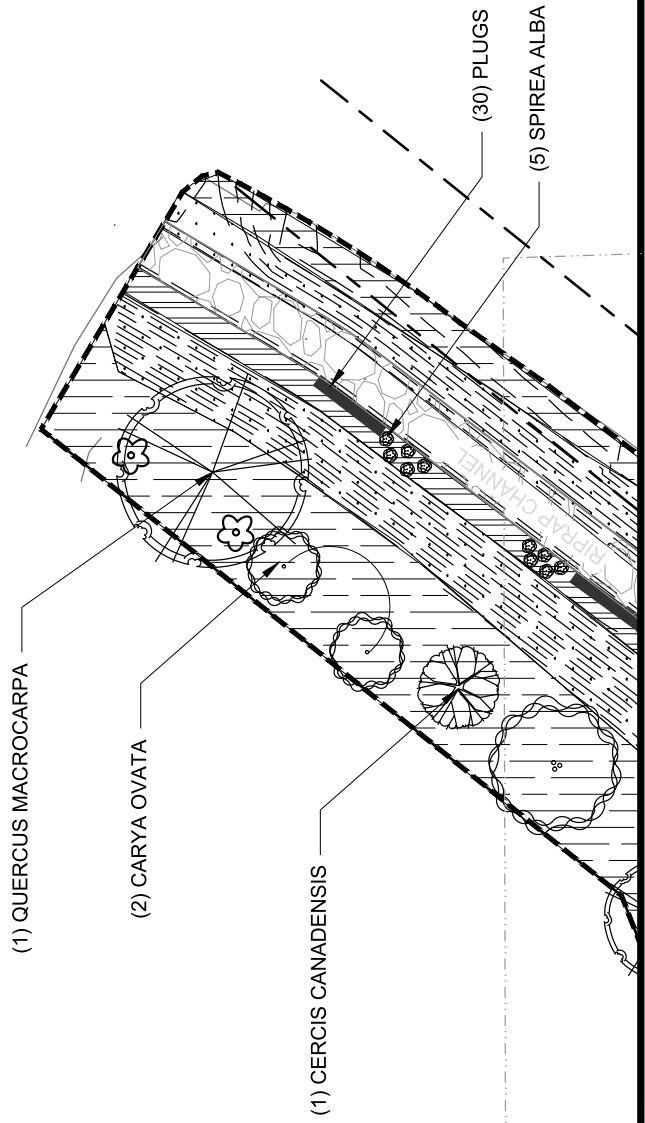 (1) QUERCUS MACROCARPA
(2) CARYA OVATA
(1) CERCIS CANADENSIS
(30) PLUGS
(5) SPIREA ALBA
RIPRAP CHANNEL